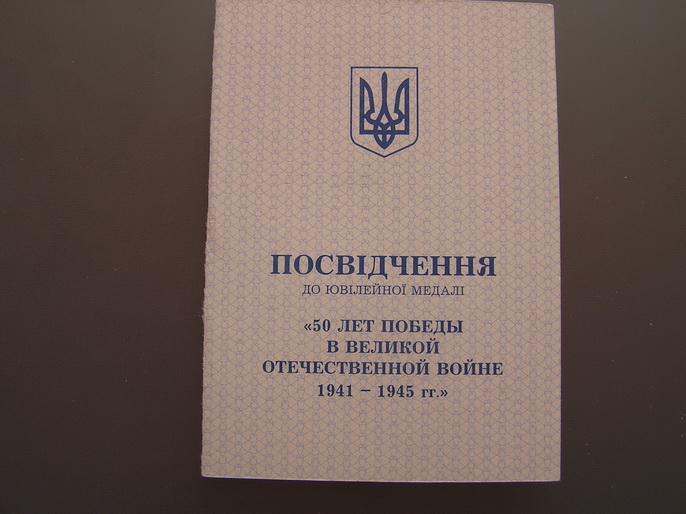 ПОСВІДЧЕННЯ
ДО ЮВІЛЕЙНОЇ МЕДАЛІ
«50 ЛЕТ ПОБЕДЫ
В ВЕЛИКОЙ
ОТЕЧЕСТВЕННОЙ ВОЙНЕ
1941 – 1945 гг.»